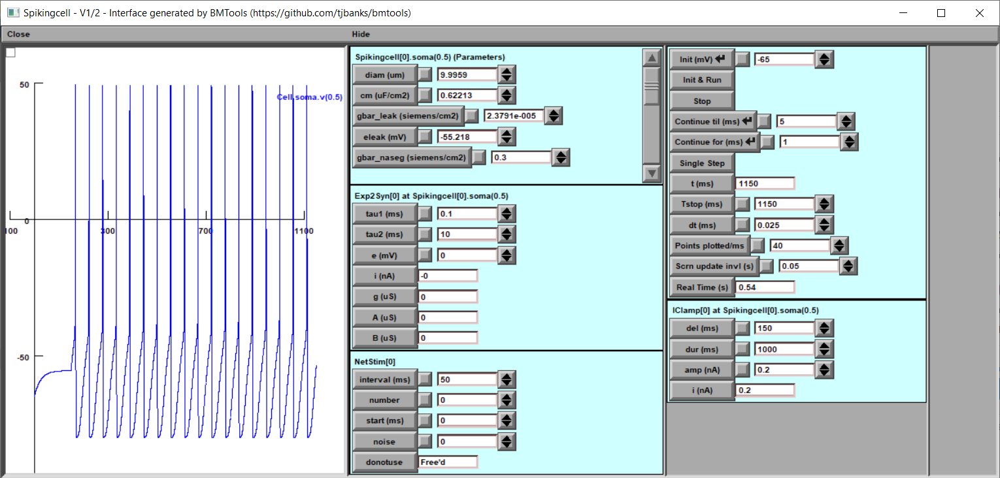 Spikingcell - V1/2 - Interface generated by BMTools (https://github.com/tjbanks/bmtools)
Close
Hide
50
Cell.soma.v(0.5)
0
100 300 700 1100
-50
Spikingcell[0].soma(0.5) (Parameters)
diam (um) 9.9959
cm (uF/cm2) 0.62213
gbar_leak (siemens/cm2) 2.3791e-005
eleak (mV) -55.218
gbar_naseg (siemens/cm2) 0.3
Exp2Syn[0] at Spikingcell[0].soma(0.5)
tau1 (ms) 0.1
tau2 (ms) 10
e (mV) 0
i (nA) -0
g (uS) 0
A (uS) 0
B (uS) 0
NetStim[0]
interval (ms) 50
number 0
start (ms) 0
noise 0
donotuse Free'd
Init (mV) -65
Init & Run
Stop
Continue til (ms) 5
Continue for (ms) 1
Single Step
t (ms) 1150
Tstop (ms) 1150
dt (ms) 0.025
Points plotted/ms 40
Scrn update invl (s) 0.05
Real Time (s) 0.54
IClamp[0] at Spikingcell[0].soma(0.5)
del (ms) 150
dur (ms) 1000
amp (nA) 0.2
i (nA) 0.2